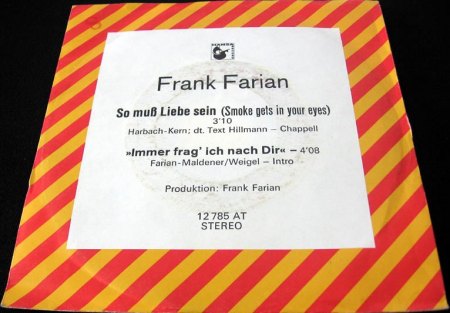 HANSA
Frank Farian
So muß Liebe sein (Smoke gets in your eyes)
3'10
Harbach-Kern; dt. Text Hillmann – Chappell
»Immer frag' ich nach Dir« – 4'08
Farian-Maldener/Weigel – Intro
Produktion: Frank Farian
12 785 AT
STEREO